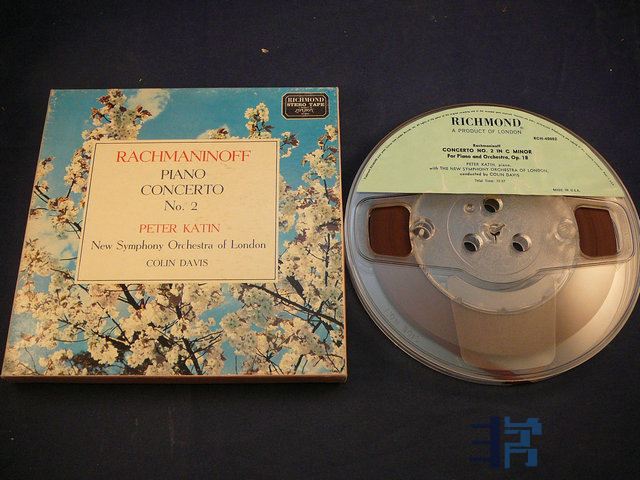 RICHMOND
STEREO TAPE
RACHMANINOFF
PIANO
CONCERTO
No. 2
PETER KATIN
New Symphony Orchestra of London
COLIN DAVIS
RICHMOND
A PRODUCT OF LONDON
Rachmaninoff
CONCERTO NO. 2 IN C MINOR
For Piano and Orchestra, Op. 18
PETER KATIN, piano,
with THE NEW SYMPHONY ORCHESTRA OF LONDON,
conducted by COLIN DAVIS
MADE IN U.S.A.